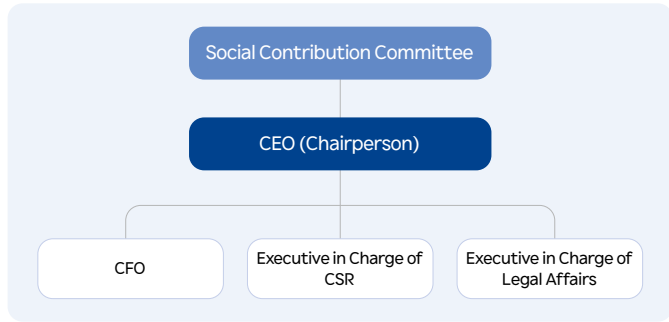 Social Contribution Committee
CEO (Chairperson)
CFO
Executive in Charge of
CSR
Executive in Charge of
Legal Affairs